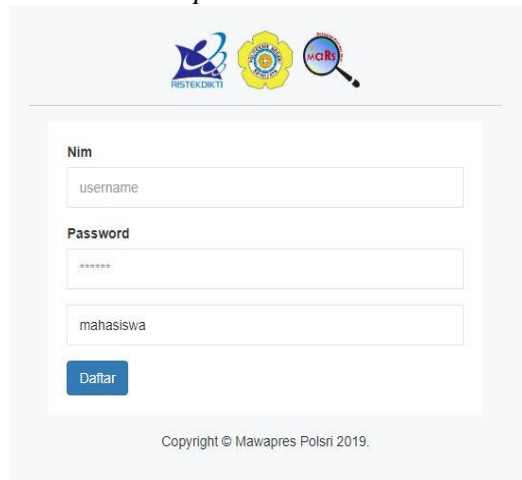 RISTEKDIKTI
MaRs
Nim
username
Password
******
mahasiswa
Daftar
Copyright © Mawapres Polsri 2019.